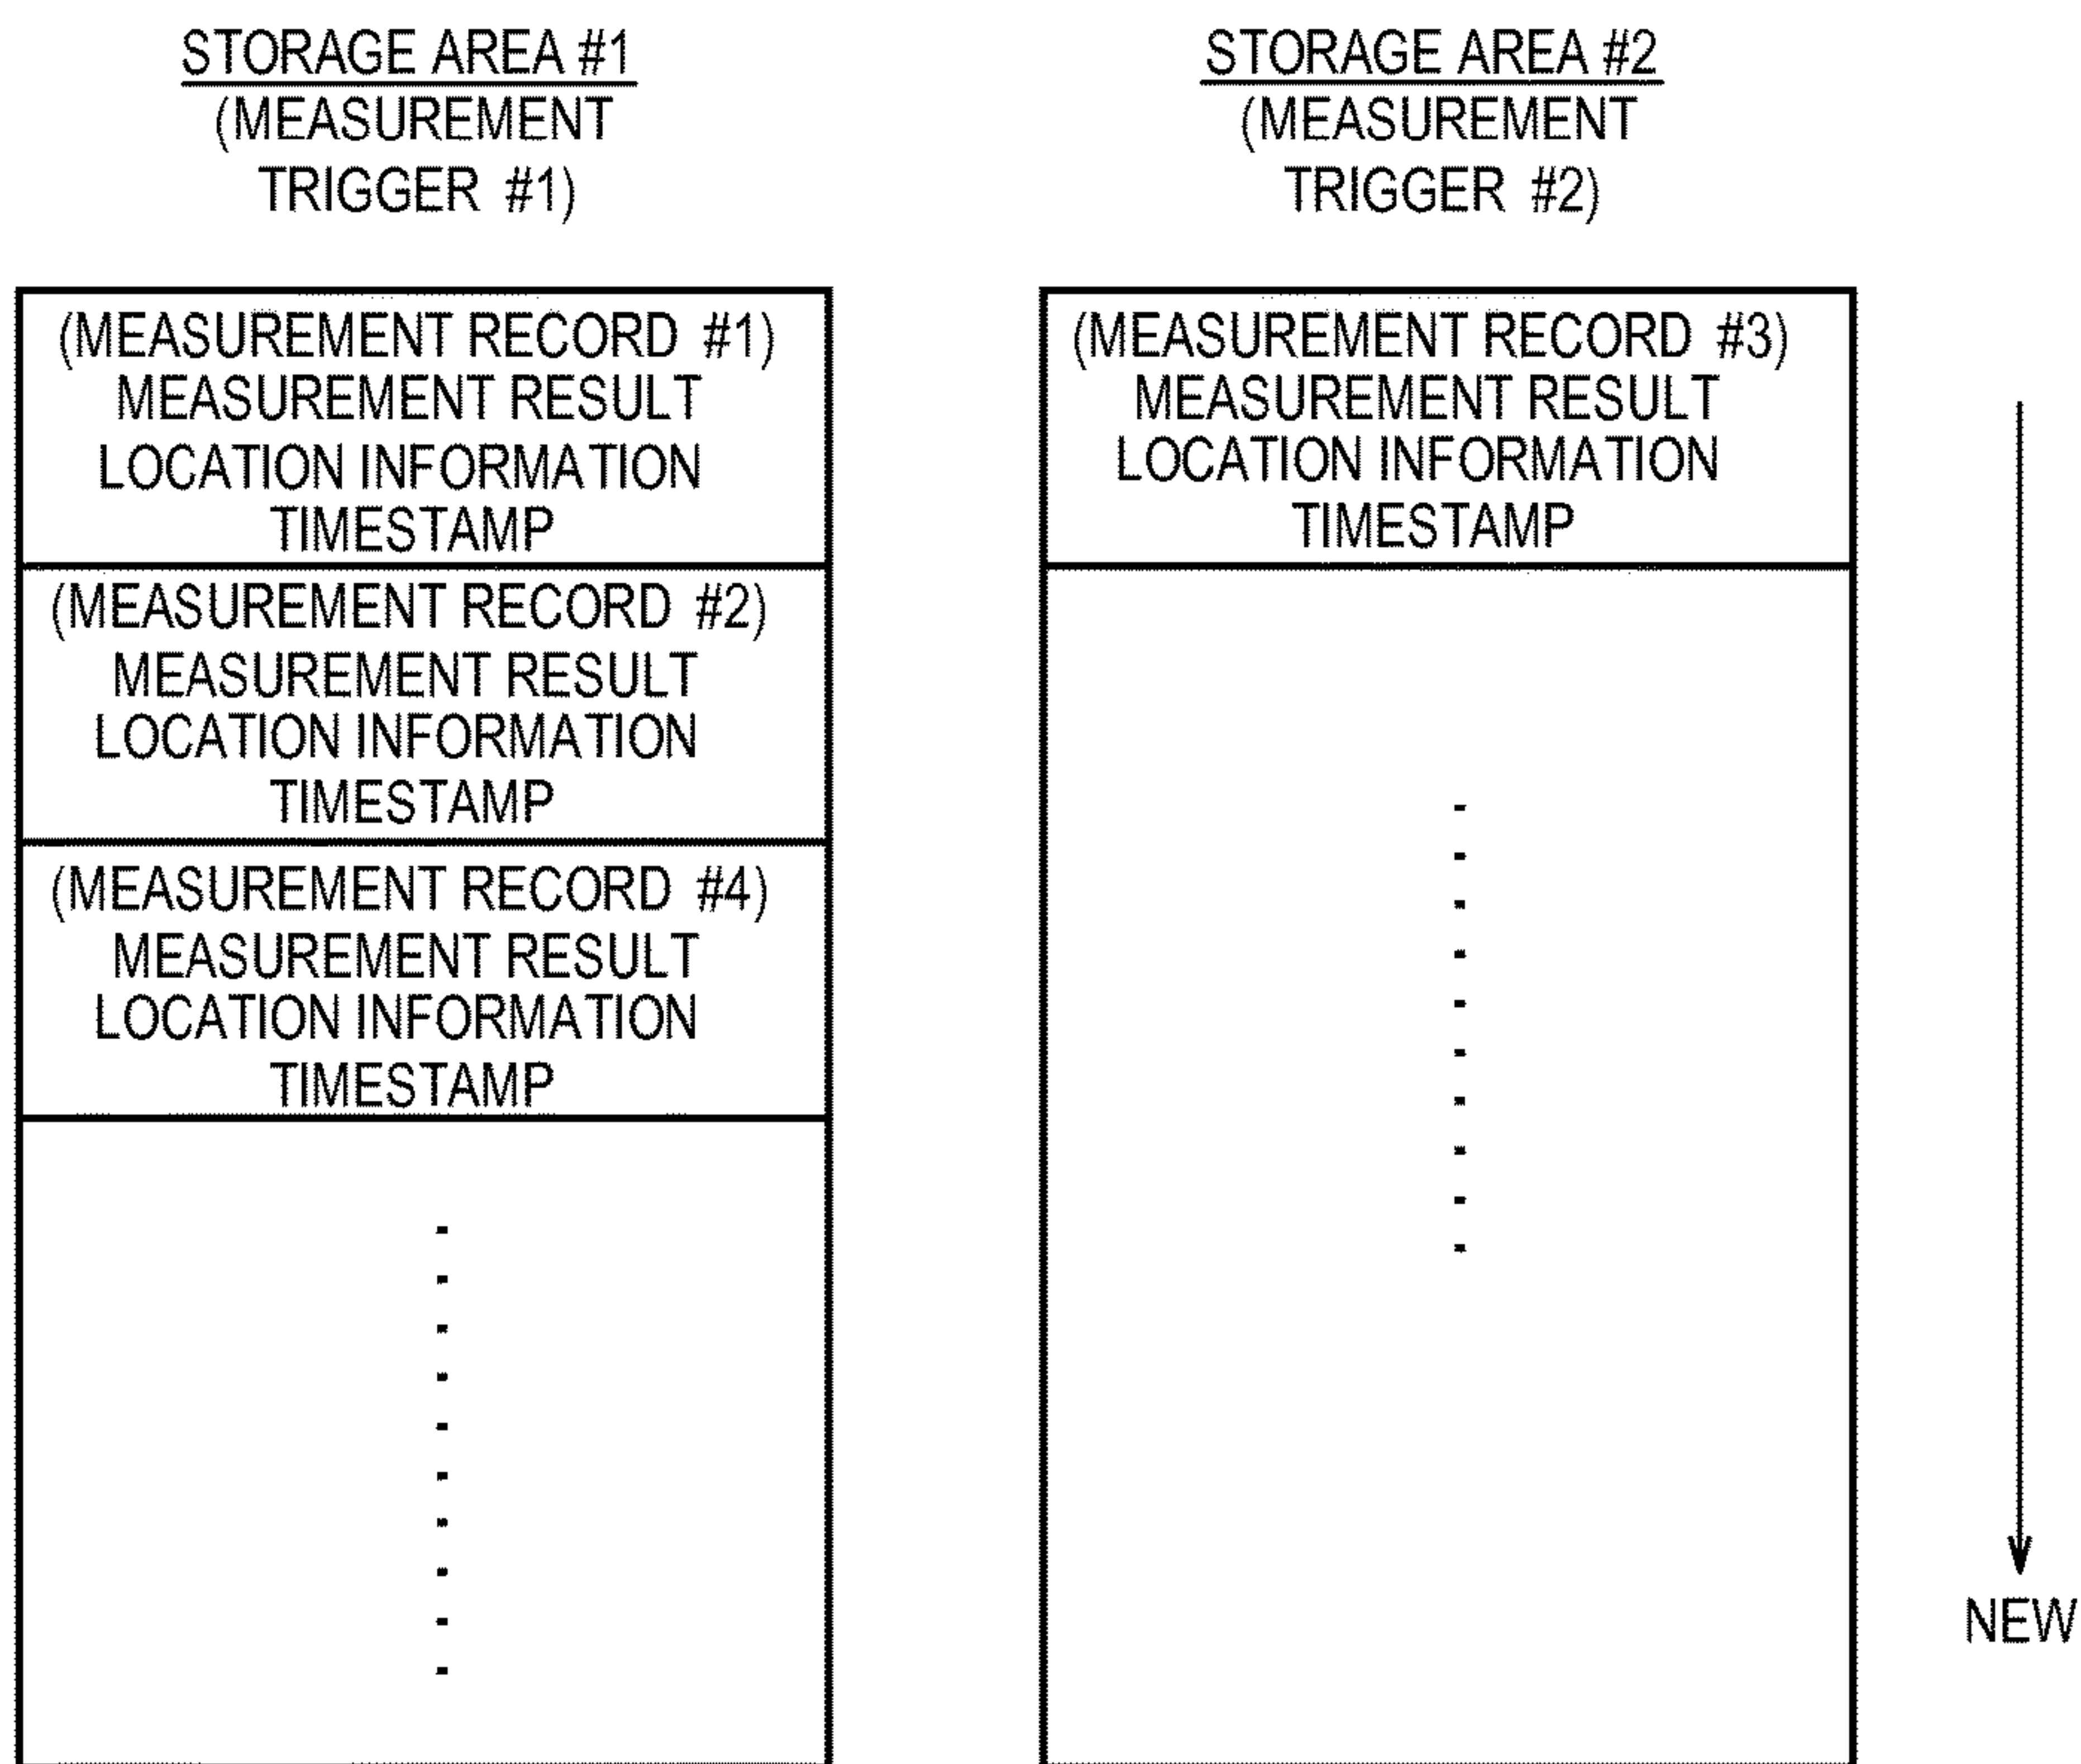 STORAGE AREA #1
(MEASUREMENT
TRIGGER #1)
(MEASUREMENT RECORD #1)
MEASUREMENT RESULT
LOCATION INFORMATION
TIMESTAMP
(MEASUREMENT RECORD #2)
MEASUREMENT RESULT
LOCATION INFORMATION
TIMESTAMP
(MEASUREMENT RECORD #4)
MEASUREMENT RESULT
LOCATION INFORMATION
TIMESTAMP
STORAGE AREA #2
(MEASUREMENT
TRIGGER #2)
(MEASUREMENT RECORD #3)
MEASUREMENT RESULT
LOCATION INFORMATION
TIMESTAMP
NEW